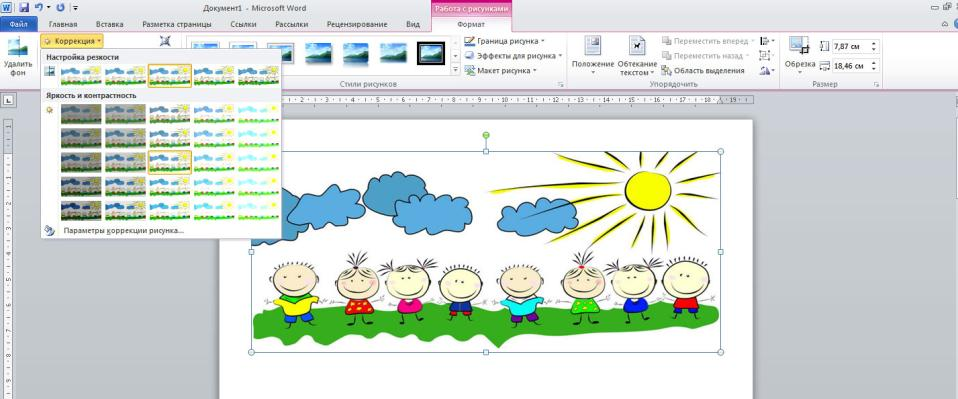 Документ1 - Microsoft Word
Работа с рисунками
Файл Главная Вставка Разметка страницы Ссылки Рассылки Рецензирование Вид Формат
Удалить фон
Коррекция
Настройка резкости
Яркость и контрастность
Параметры коррекции рисунка...
Граница рисунка
Эффекты для рисунка
Макет рисунка
Стили рисунков
Положение
Обтекание текстом
Переместить вперед
Переместить назад
Область выделения
Упорядочить
Обрезка
7,87 см
18,46 см
Размер